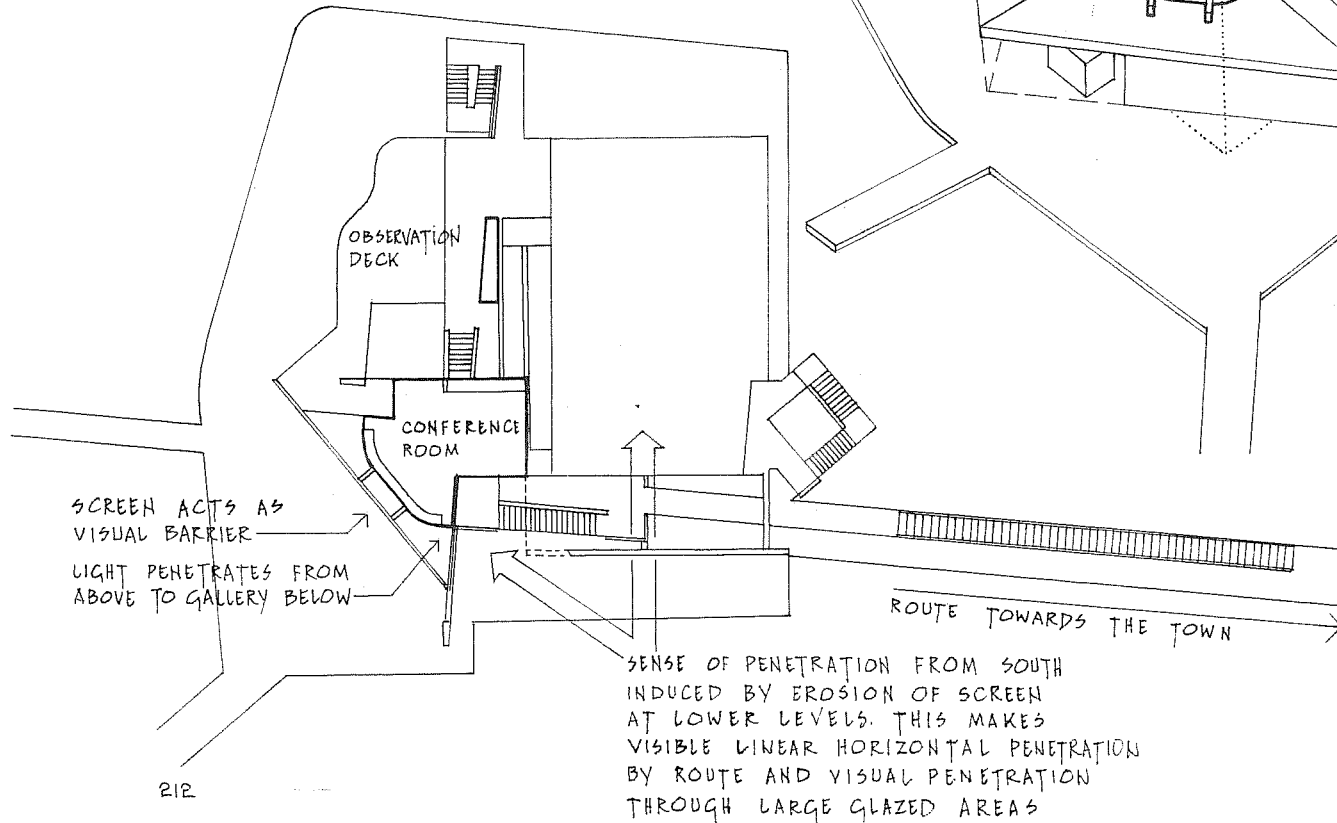 OBSERVATION
DECK
CONFERENCE
ROOM
SCREEN ACTS AS
VISUAL BARRIER
LIGHT PENETRATES FROM
ABOVE TO GALLERY BELOW
ROUTE TOWARDS THE TOWN
SENSE OF PENETRATION FROM SOUTH
INDUCED BY EROSION OF SCREEN
AT LOWER LEVELS. THIS MAKES
VISIBLE LINEAR HORIZONTAL PENETRATION
BY ROUTE AND VISUAL PENETRATION
THROUGH LARGE GLAZED AREAS
212